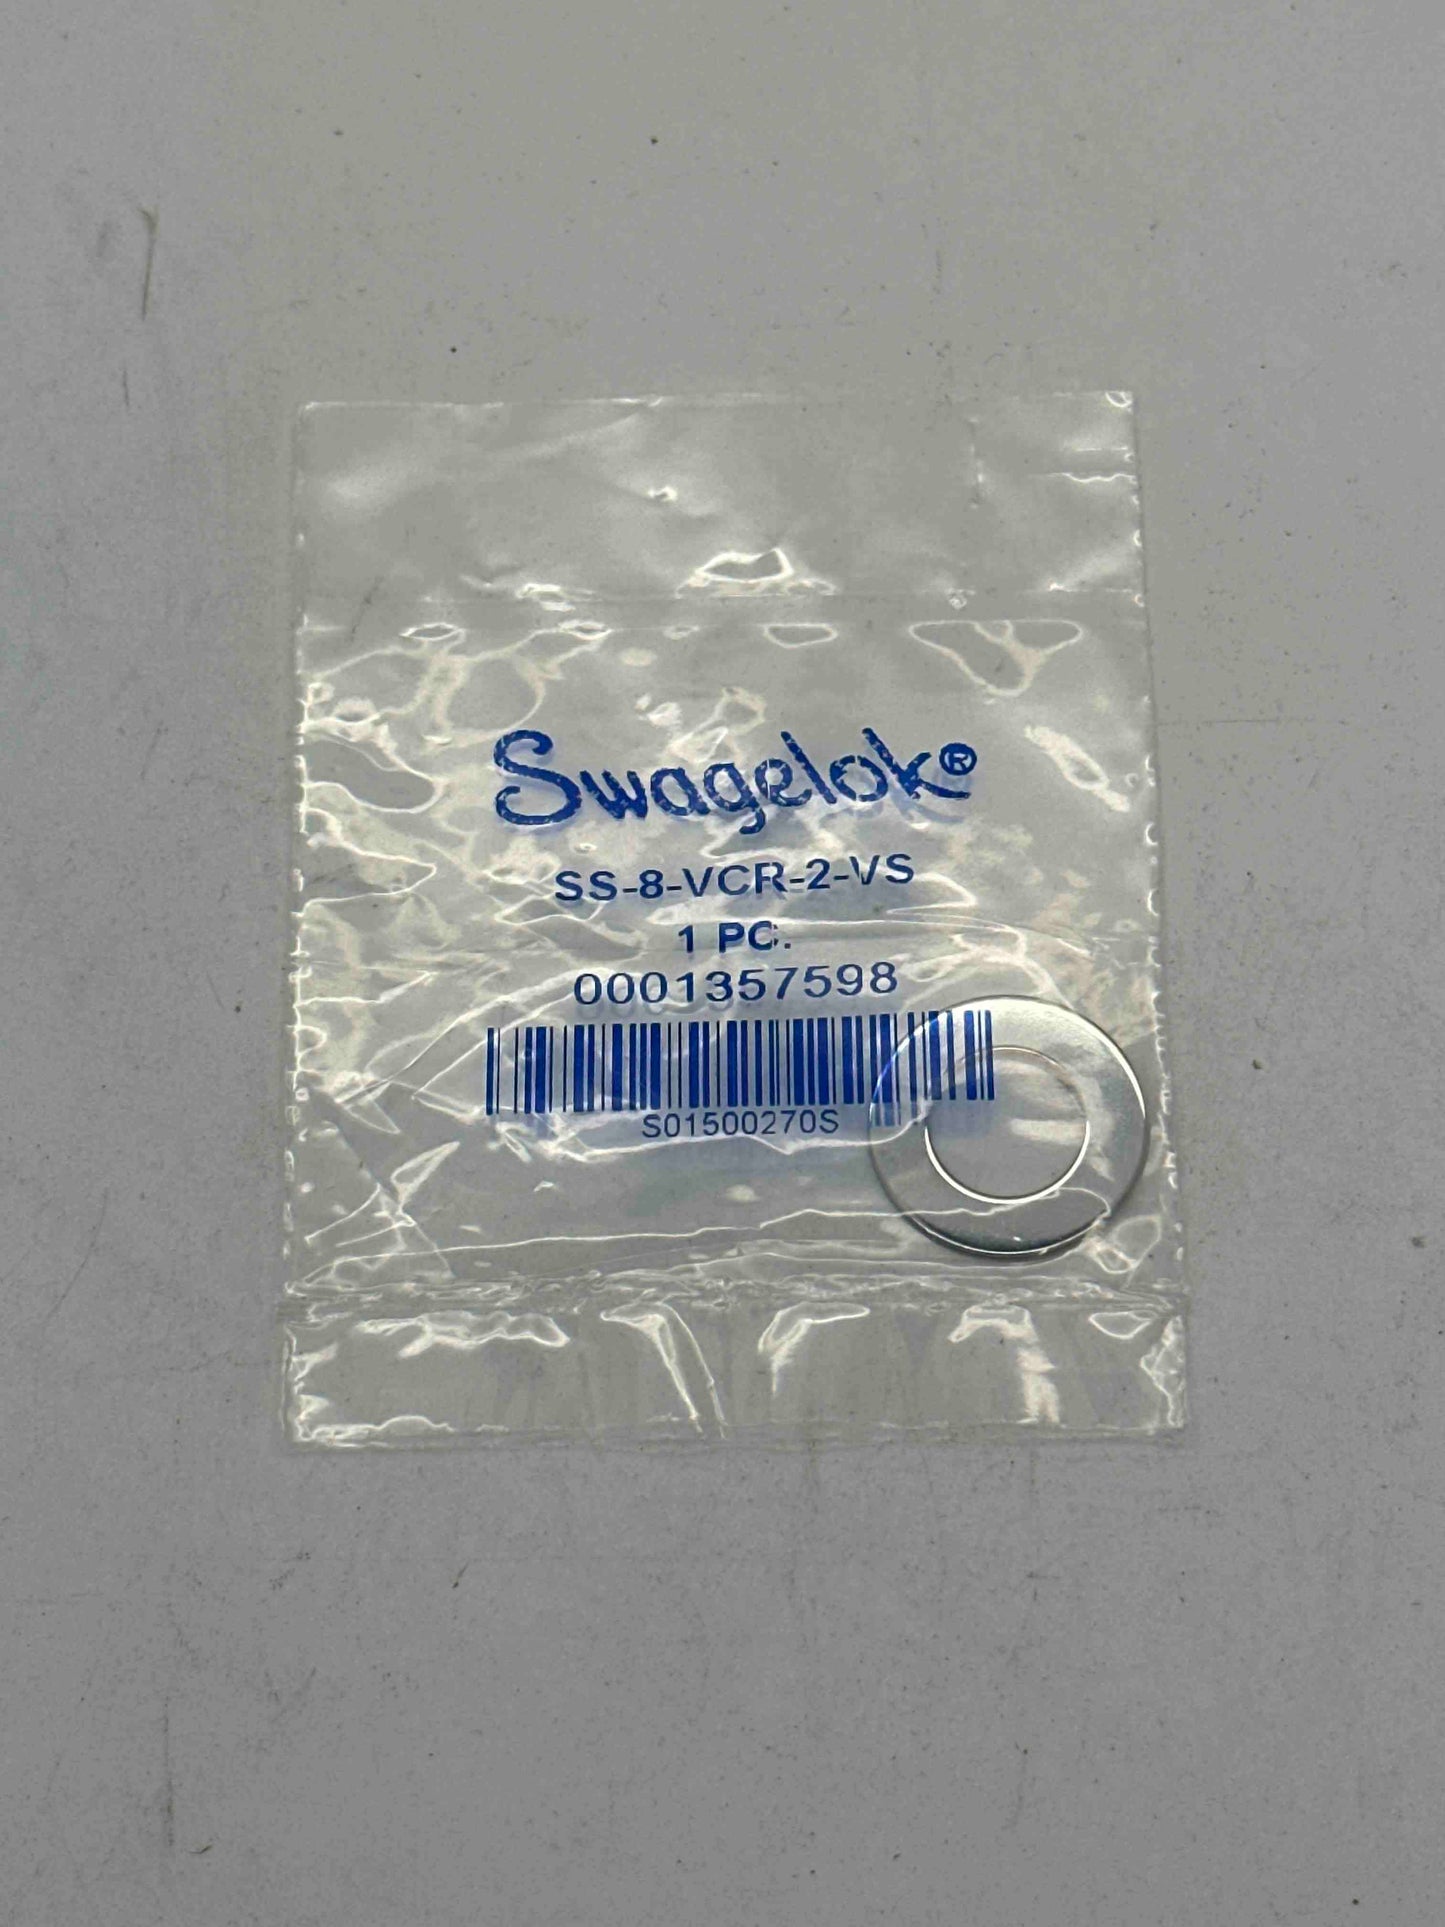 Swagelok®
SS-8-VCR-2-VS
1 PC.
0001357598
S01500270S